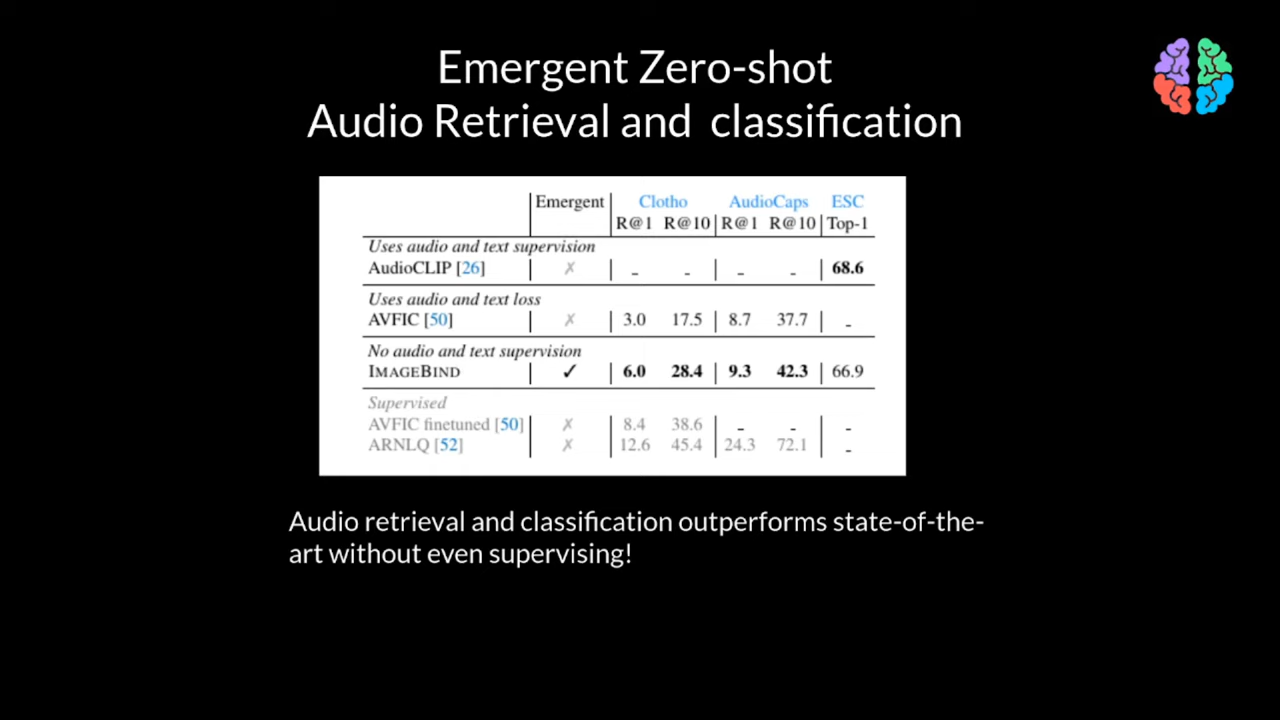 Emergent Zero-shot
Audio Retrieval and classification
Emergent Clotho AudioCaps ESC
R@1 R@10 R@1 R@10 Top-1
Uses audio and text supervision
AudioCLIP [26] ✗ - - - - 68.6
Uses audio and text loss
AVFIC [50] ✗ 3.0 17.5 8.7 37.7 -
No audio and text supervision
IMAGEBIND ✓ 6.0 28.4 9.3 42.3 66.9
Supervised
AVFIC finetuned [50] ✗ 8.4 38.6 - - -
ARNLQ [52] ✗ 12.6 45.4 24.3 72.1 -
Audio retrieval and classification outperforms state-of-the-
art without even supervising!